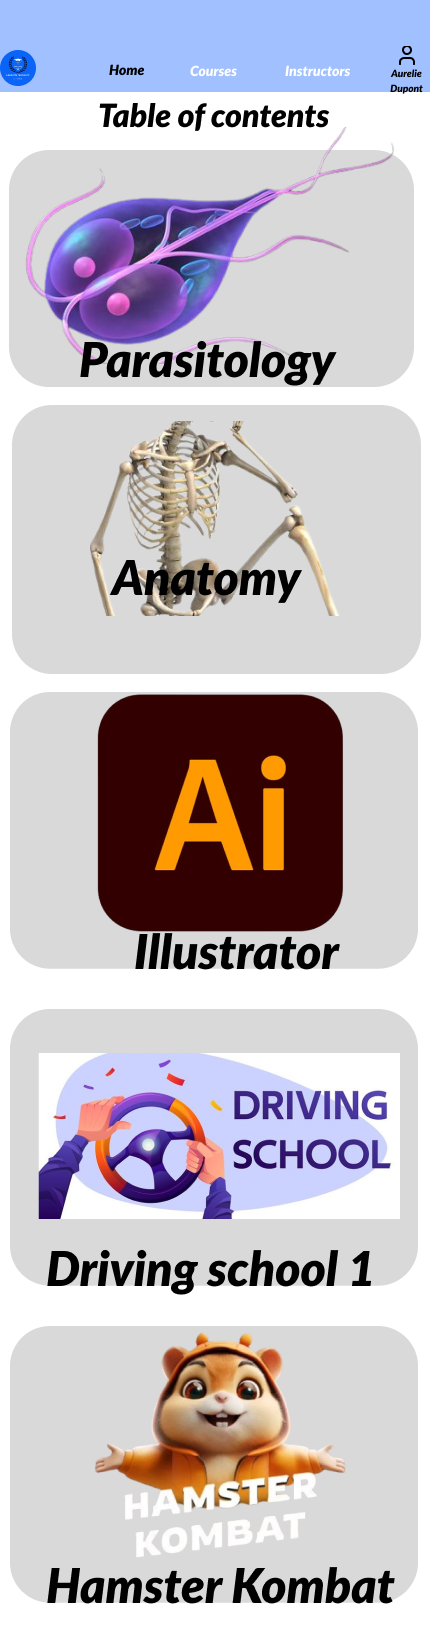 Home
Courses
Instructors
Aurelie
Dupont
Table of contents
Parasitology
Anatomy
Ai
Illustrator
DRIVING
SCHOOL
Driving school 1
HAMSTER
KOMBAT
Hamster Kombat